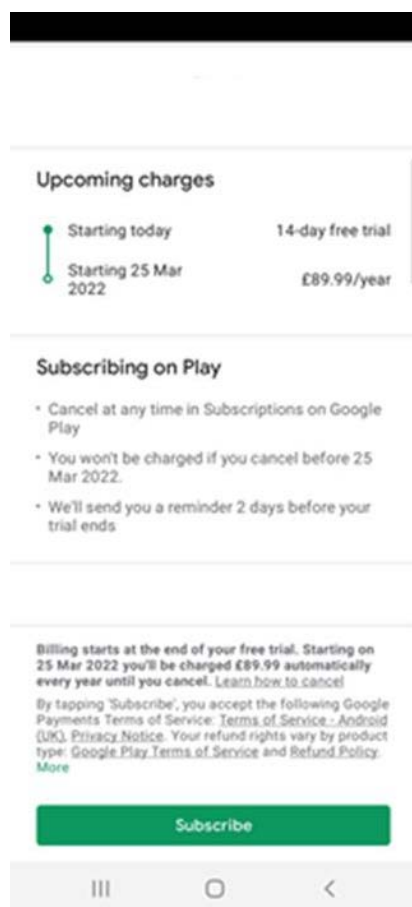 Upcoming charges
Starting today
14-day free trial
Starting 25 Mar
2022
£89.99/year
Subscribing on Play
• Cancel at any time in Subscriptions on Google
Play
• You won't be charged if you cancel before 25
Mar 2022.
• We'll send you a reminder 2 days before your
trial ends
Billing starts at the end of your free trial. Starting on
25 Mar 2022 you'll be charged £89.99 automatically
every year until you cancel. Learn how to cancel
By tapping 'Subscribe', you accept the following Google
Payments Terms of Service: Terms of Service - Android
(UK), Privacy Notice. Your refund rights vary by product
type: Google Play Terms of Service and Refund Policy.
More
Subscribe